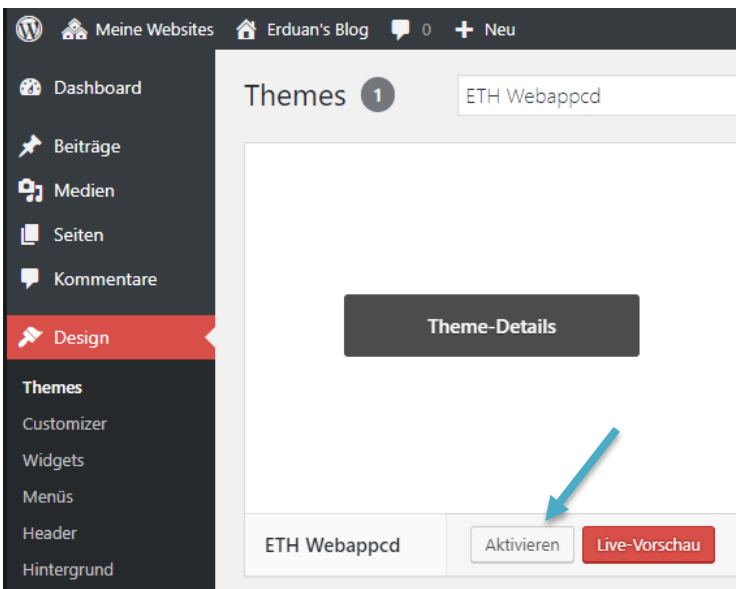 Meine Websites Erduan's Blog 0 Neu
Dashboard
Beiträge
Medien
Seiten
Kommentare
Design
Themes
Customizer
Widgets
Menüs
Header
Hintergrund
Themes 1
ETH Webappcd
Theme-Details
ETH Webappcd Aktivieren Live-Vorschau